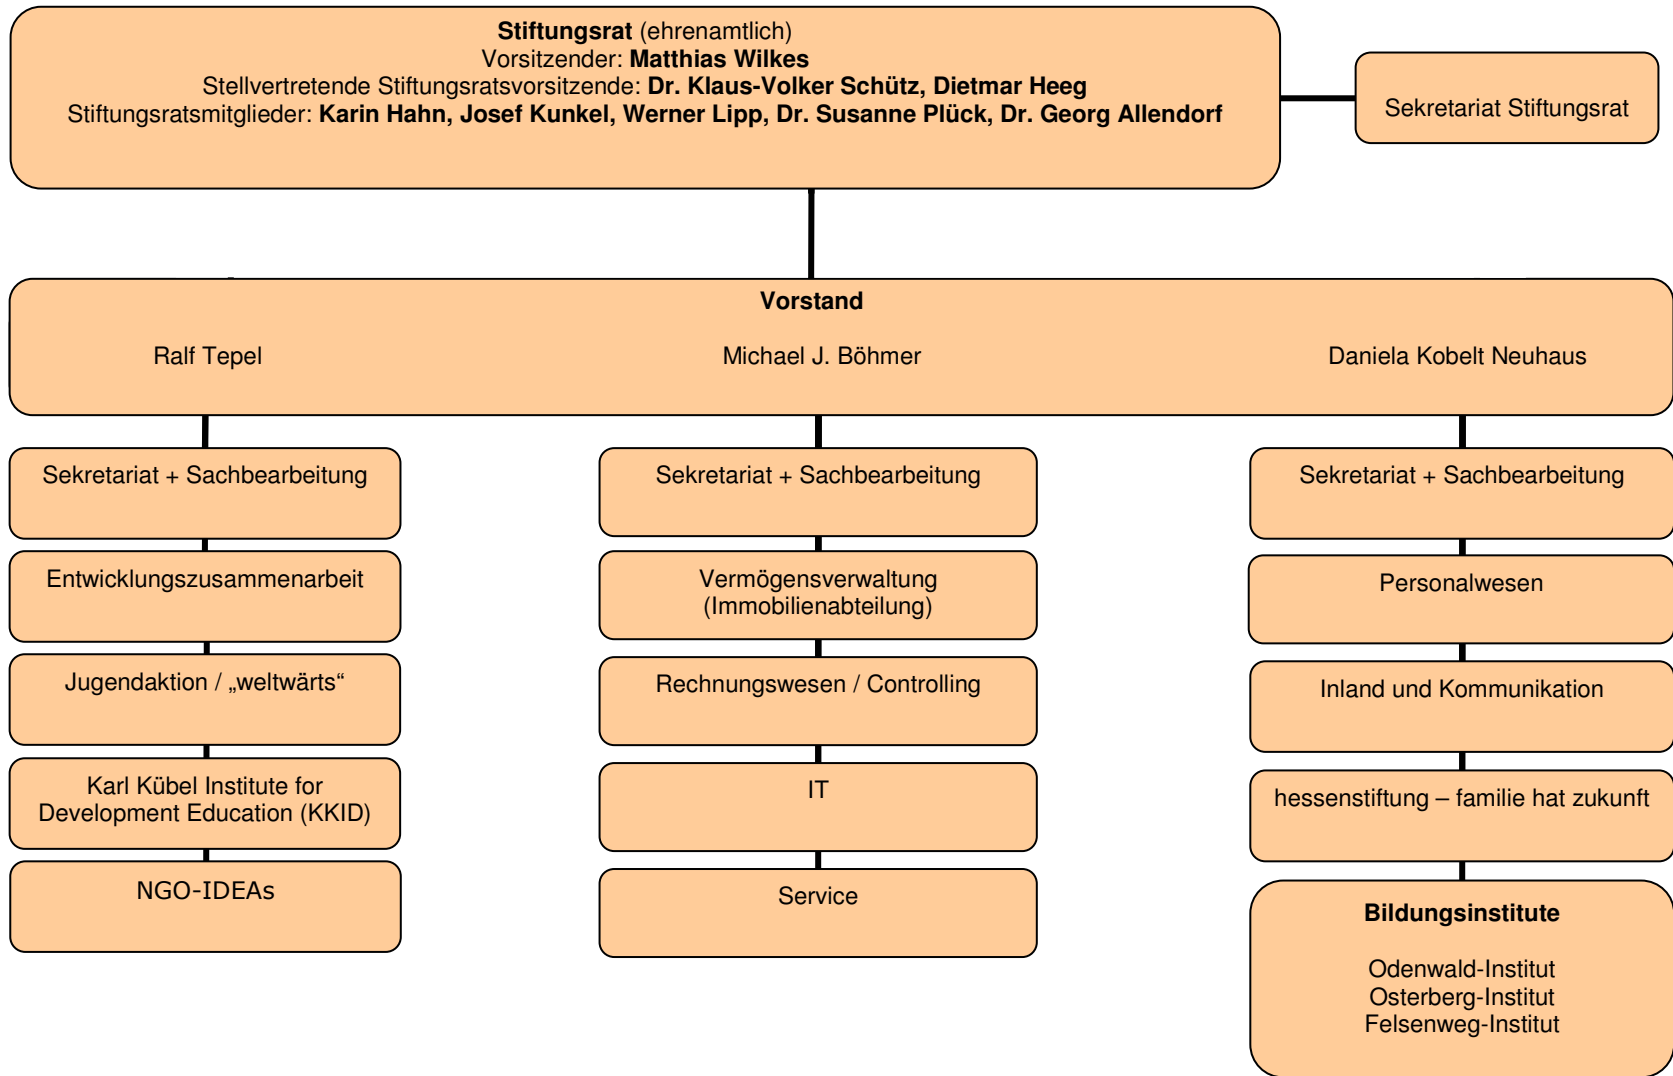 Stiftungsrat (ehrenamtlich)
Vorsitzender: Matthias Wilkes
Stellvertretende Stiftungsratsvorsitzende: Dr. Klaus-Volker Schütz, Dietmar Heeg
Stiftungsratsmitglieder: Karin Hahn, Josef Kunkel, Werner Lipp, Dr. Susanne Plück, Dr. Georg Allendorf
Sekretariat Stiftungsrat
Vorstand
Ralf Tepel
Michael J. Böhmer
Daniela Kobelt Neuhaus
Sekretariat + Sachbearbeitung
Entwicklungszusammenarbeit
Jugendaktion / „weltwärts“
Karl Kübel Institute for
Development Education (KKID)
NGO-IDEAs
Sekretariat + Sachbearbeitung
Vermögensverwaltung
(Immobilienabteilung)
Rechnungswesen / Controlling
IT
Service
Sekretariat + Sachbearbeitung
Personalwesen
Inland und Kommunikation
hessenstiftung – familie hat zukunft
Bildungsinstitute
Odenwald-Institut
Osterberg-Institut
Felsenweg-Institut